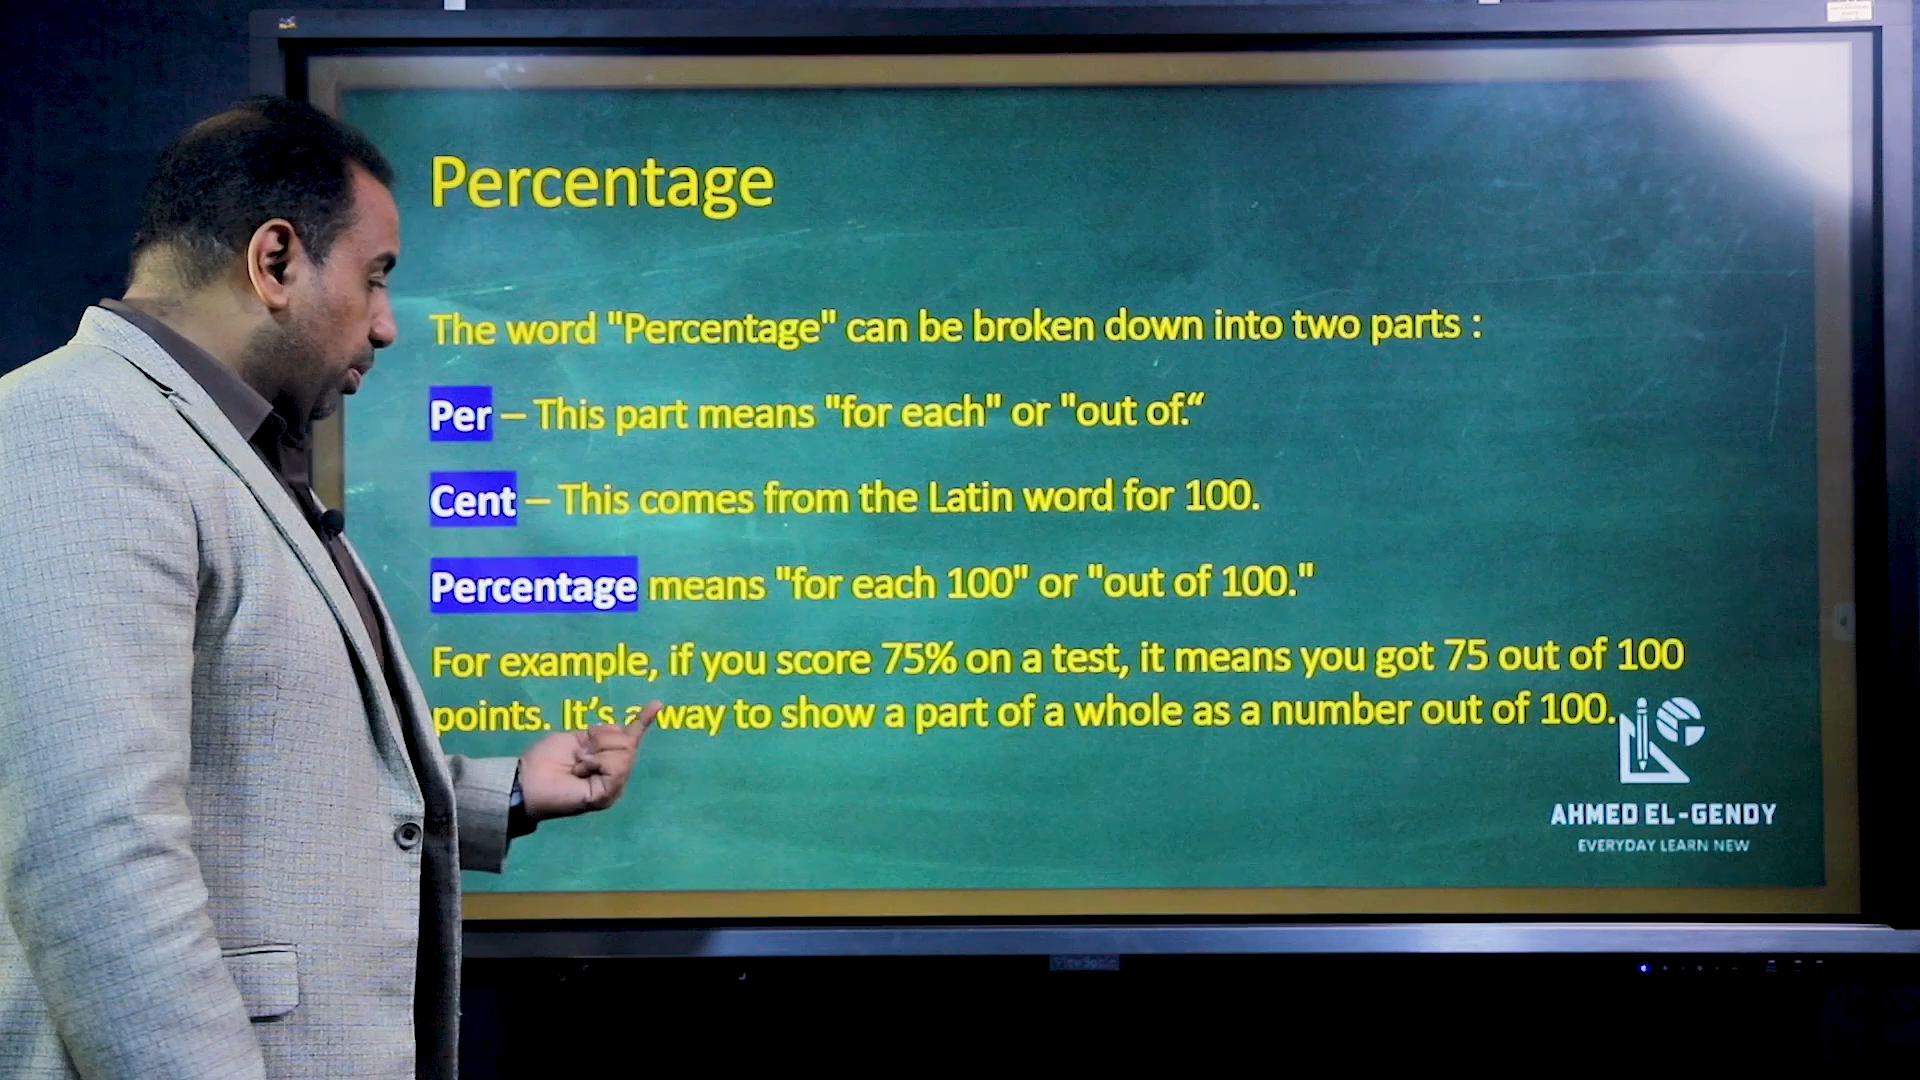 Percentage
The word "Percentage" can be broken down into two parts :
Per – This part means "for each" or "out of.“
Cent – This comes from the Latin word for 100.
Percentage means "for each 100" or "out of 100."
For example, if you score 75% on a test, it means you got 75 out of 100
points. It’s a way to show a part of a whole as a number out of 100.
AHMED EL-GENDY
EVERYDAY LEARN NEW
ViewSonic